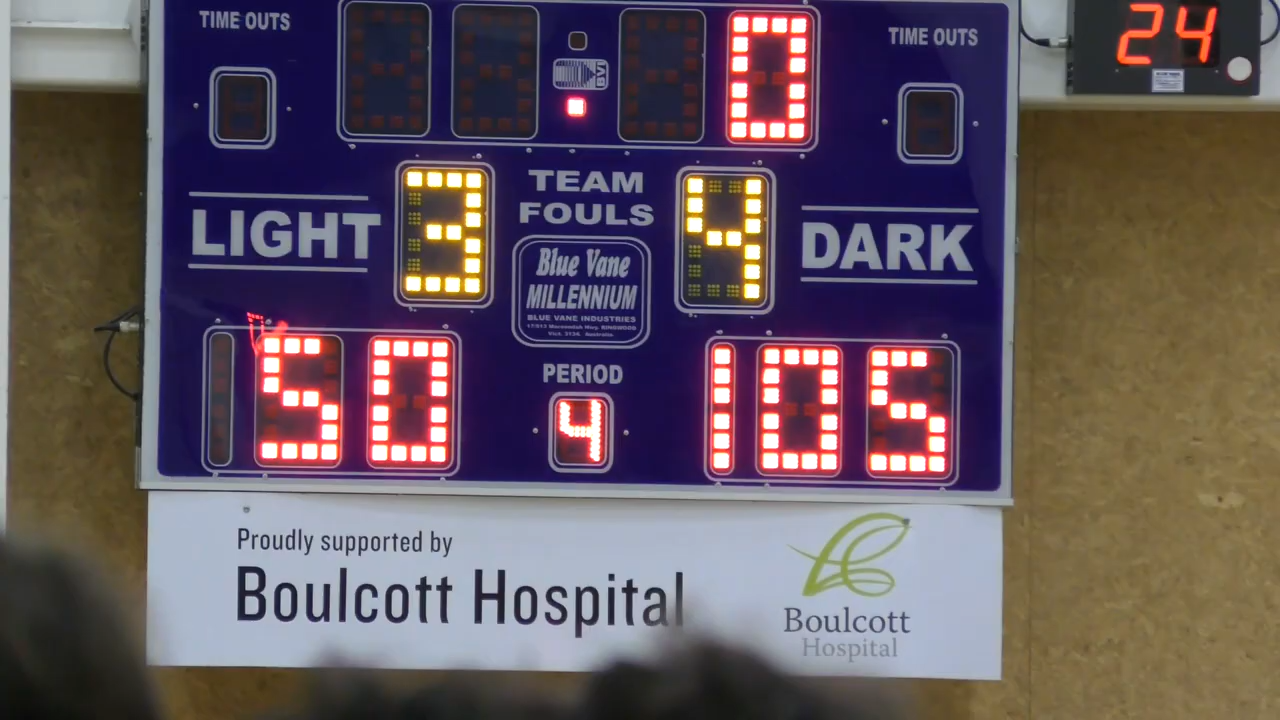 TIME OUTS
.0
TIME OUTS
24
BVI
LIGHT
3
TEAM
FOULS
4
DARK
Blue Vane
MILLENNIUM
BLUE VANE INDUSTRIES
50
PERIOD
4
105
Proudly supported by
Boulcott Hospital
Boulcott
Hospital